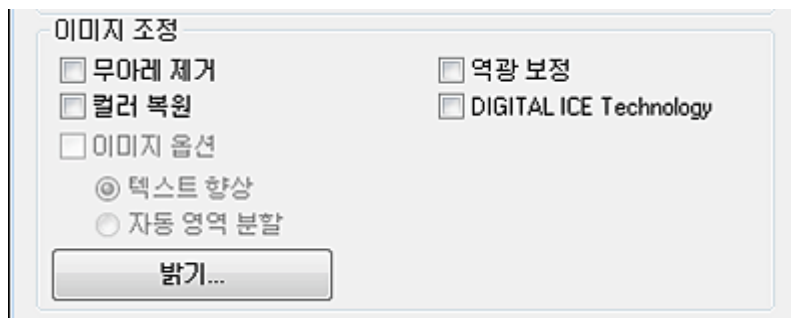 이미지 조정
무아레 제거
역광 보정
컬러 복원
DIGITAL ICE Technology
이미지 옵션
텍스트 향상
자동 영역 분할
밝기...